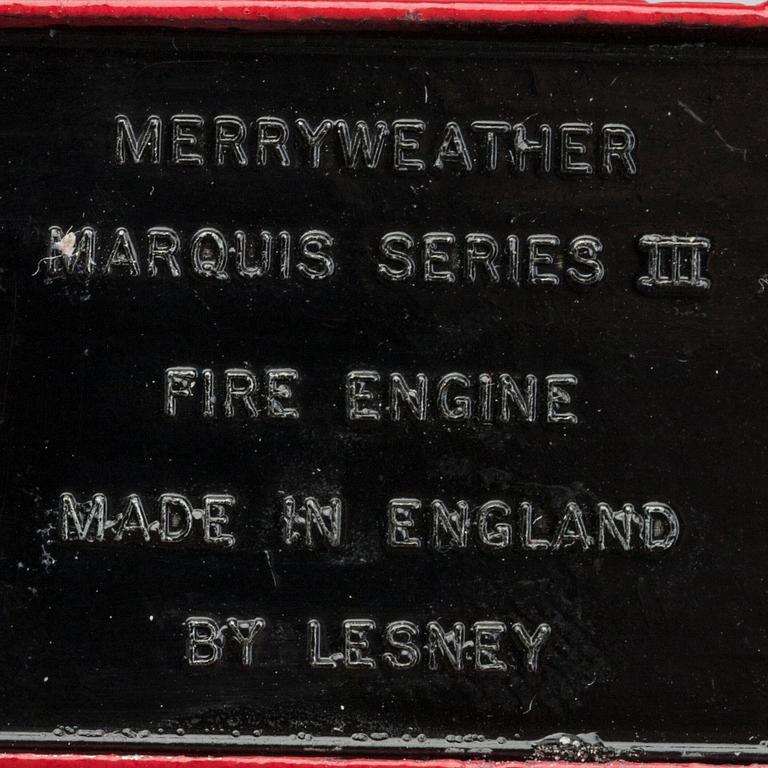 MERRYWEATHER
MARQUIS SERIES III
FIRE ENGINE
MADE IN ENGLAND
BY LESNEY